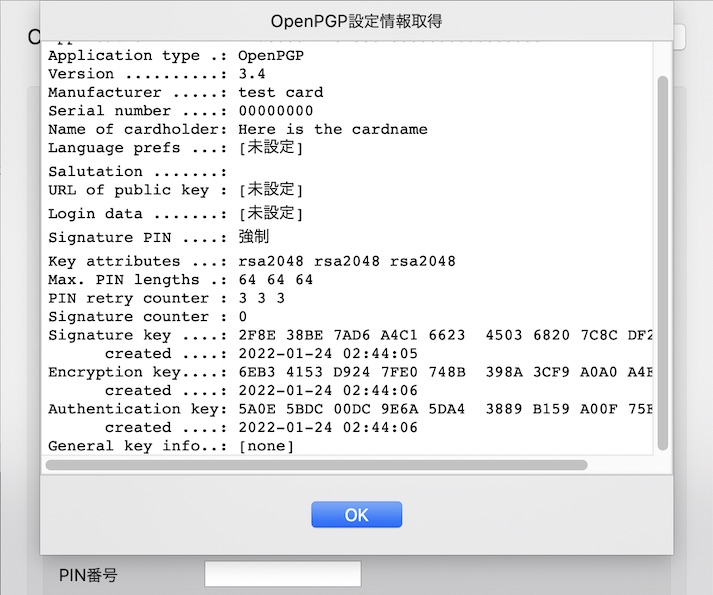 OpenPGP設定情報取得
Application type .: OpenPGP
Version ..........: 3.4
Manufacturer .....: test card
Serial number ....: 00000000
Name of cardholder: Here is the cardname
Language prefs ...: [未設定]
Salutation .......:
URL of public key : [未設定]
Login data .......: [未設定]
Signature PIN ....: 強制
Key attributes ...: rsa2048 rsa2048 rsa2048
Max. PIN lengths .: 64 64 64
PIN retry counter : 3 3 3
Signature counter : 0
Signature key ....: 2F8E 38BE 7AD6 A4C1 6623  4503 6820 7C8C DF2
created ....: 2022-01-24 02:44:05
Encryption key....: 6EB3 4153 D924 7FE0 748B  398A 3CF9 A0A0 A4
created ....: 2022-01-24 02:44:06
Authentication key: 5A0E 5BDC 00DC 9E6A 5DA4  3889 B159 A00F 75
created ....: 2022-01-24 02:44:06
General key info..: [none]
OK
PIN番号